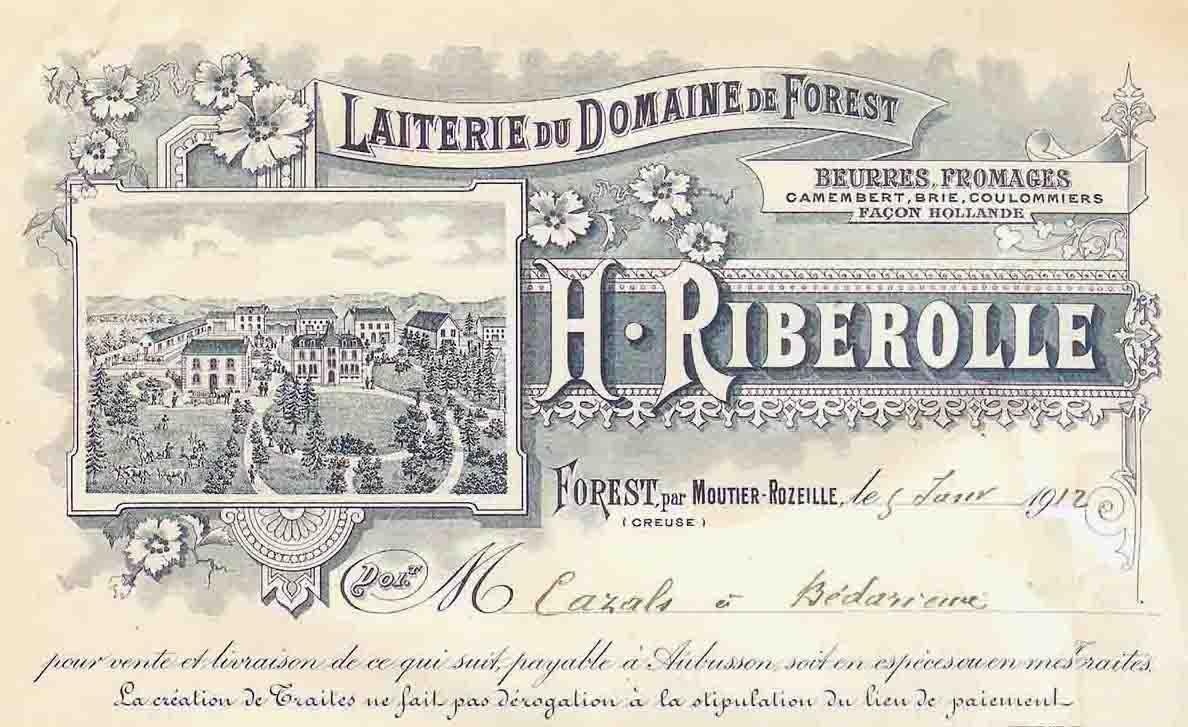 LAITERIE DU DOMAINE DE FOREST
BEURRES, FROMAGES
CAMEMBERT, BRIE, COULOMMIERS
FAÇON HOLLANDE
H. RIBEROLLE
FOREST, par MOUTIER-ROZEILLE, le 5 Janv 1912
(CREUSE)
DOIT M Cazals à Bédarieux
pour vente et livraison de ce qui suit, payable à Aubusson, soit en espèces ou en mes Traites.
La création de Traites ne fait pas dérogation à la stipulation du lieu de paiement